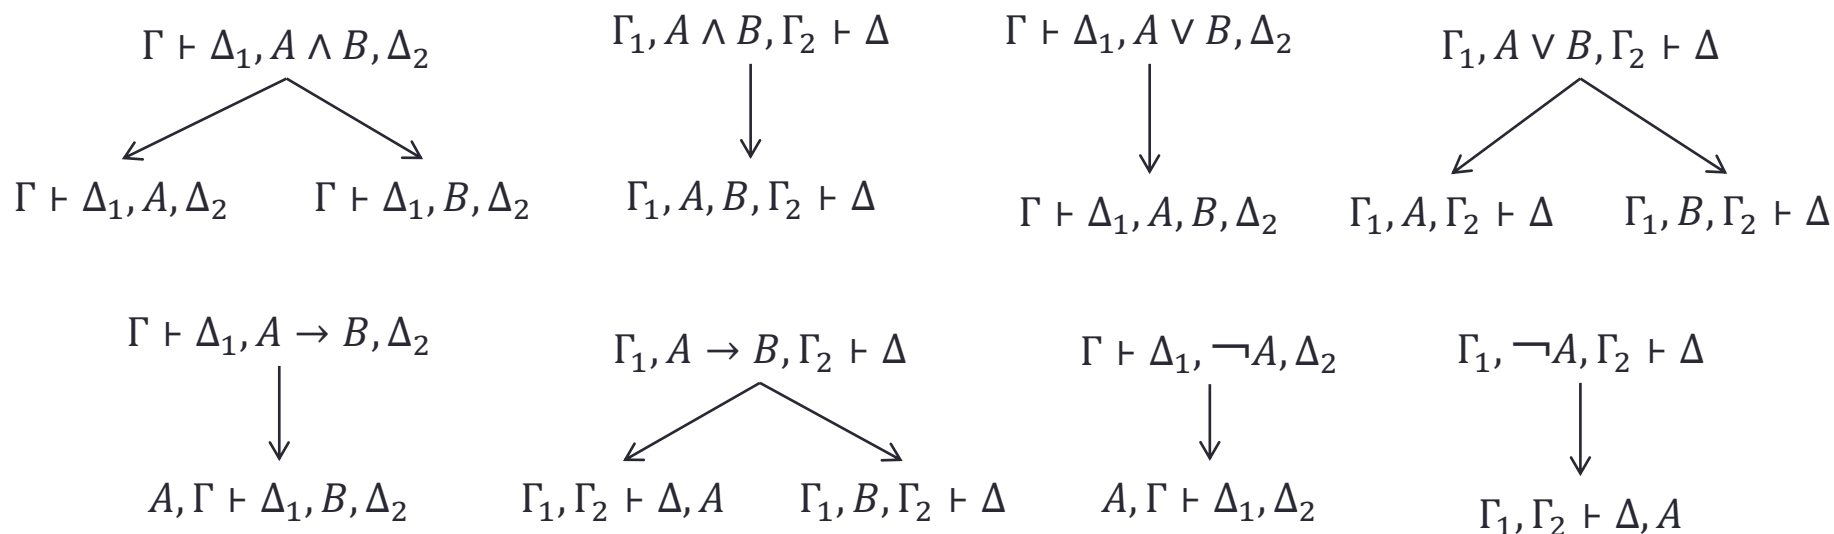 Γ ⊢ Δ₁, A ∧ B, Δ₂
Γ ⊢ Δ₁, A, Δ₂
Γ ⊢ Δ₁, B, Δ₂
Γ₁, A ∧ B, Γ₂ ⊢ Δ
Γ₁, A, B, Γ₂ ⊢ Δ
Γ ⊢ Δ₁, A ∨ B, Δ₂
Γ ⊢ Δ₁, A, B, Δ₂
Γ₁, A ∨ B, Γ₂ ⊢ Δ
Γ₁, A, Γ₂ ⊢ Δ
Γ₁, B, Γ₂ ⊢ Δ
Γ ⊢ Δ₁, A → B, Δ₂
A, Γ ⊢ Δ₁, B, Δ₂
Γ₁, A → B, Γ₂ ⊢ Δ
Γ₁, Γ₂ ⊢ Δ, A
Γ₁, B, Γ₂ ⊢ Δ
Γ ⊢ Δ₁, ¬A, Δ₂
A, Γ ⊢ Δ₁, Δ₂
Γ₁, ¬A, Γ₂ ⊢ Δ
Γ₁, Γ₂ ⊢ Δ, A